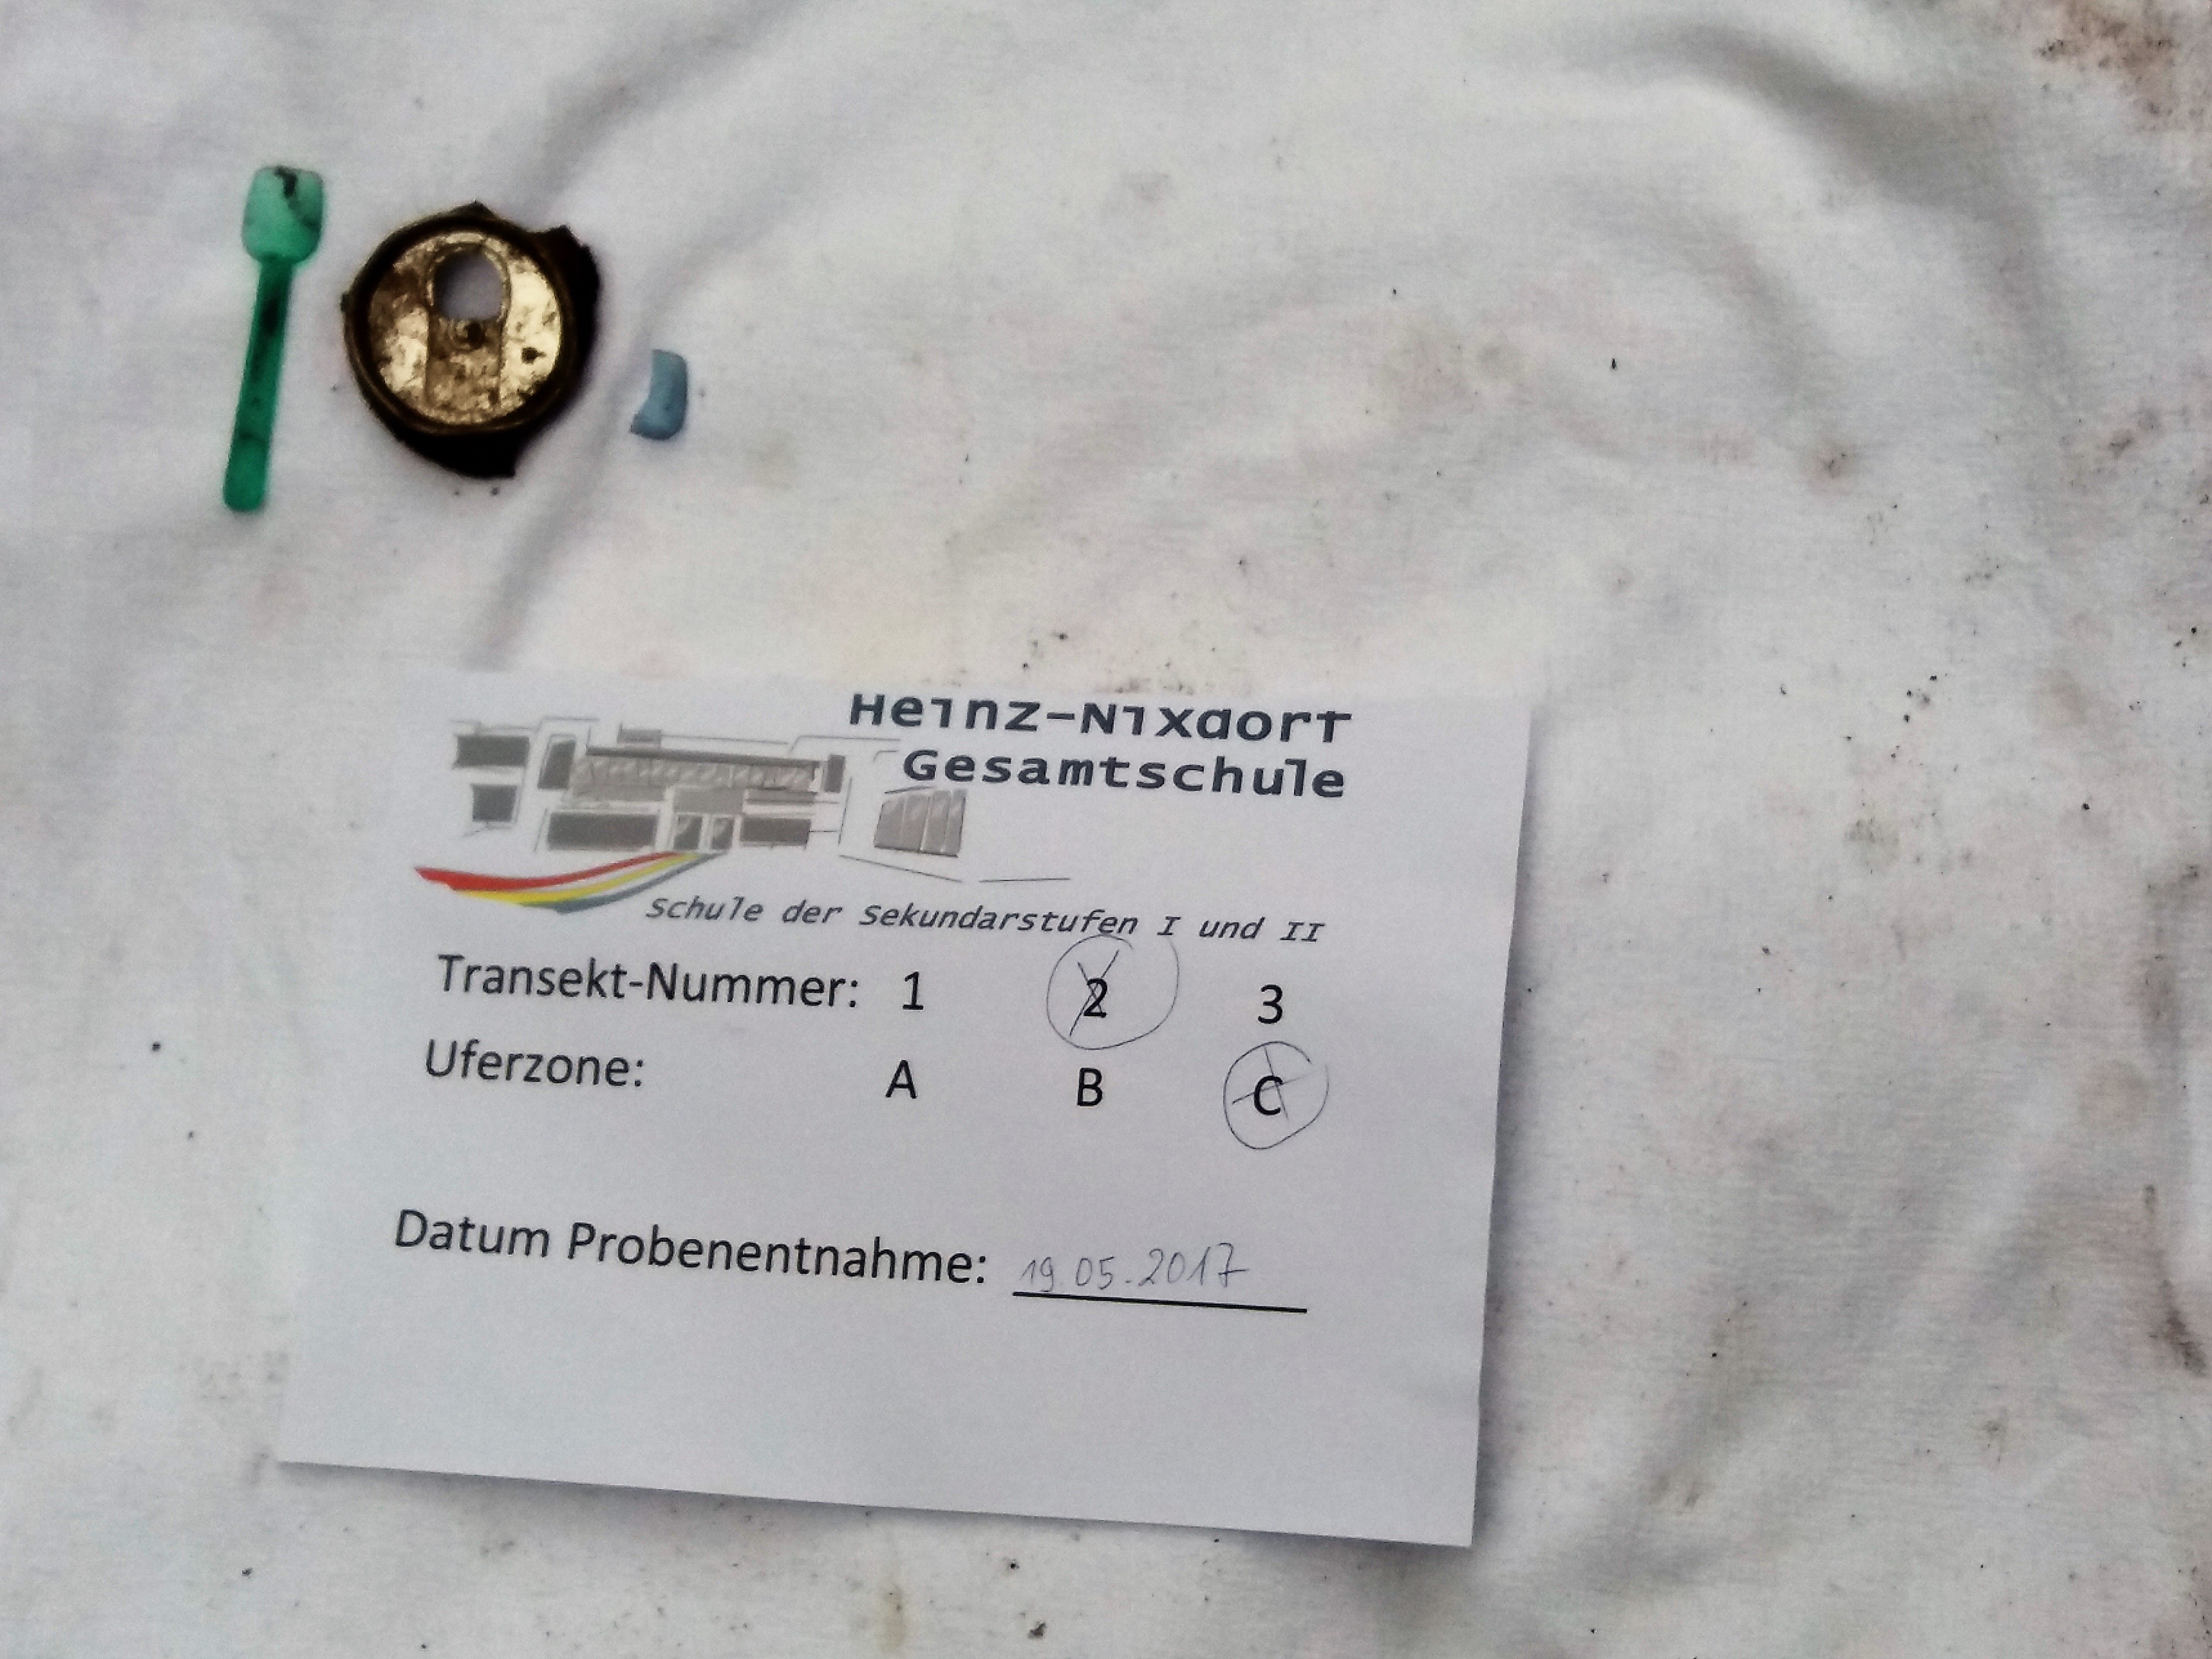 Heinz-Nixdorf
Gesamtschule
Schule der Sekundarstufen I und II
Transekt-Nummer: 1 2 3
Uferzone: A B C
Datum Probenentnahme: 19.05.2017